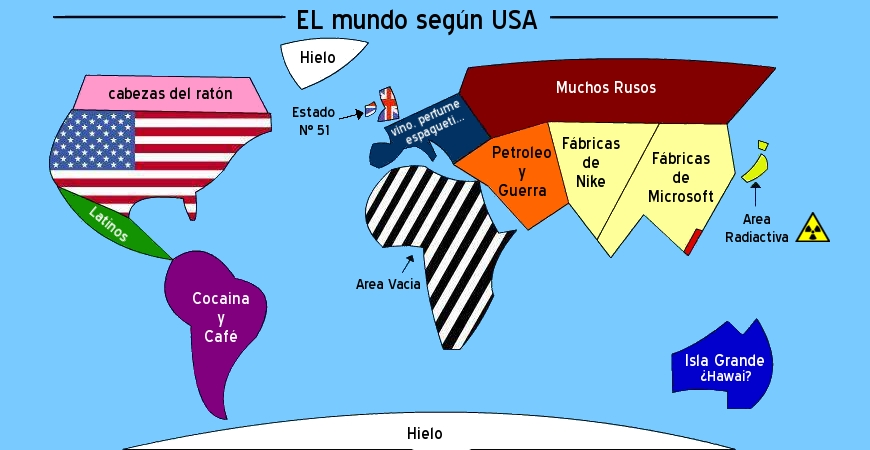 EL mundo según USA
Hielo
cabezas del ratón
Muchos Rusos
Estado
Nº 51
vino, perfume
espagueti...
Petroleo
y
Guerra
Fábricas
de
Nike
Fábricas
de
Microsoft
Latinos
Area
Radiactiva
Area Vacia
Cocaina
y
Café
Isla Grande
¿Hawai?
Hielo